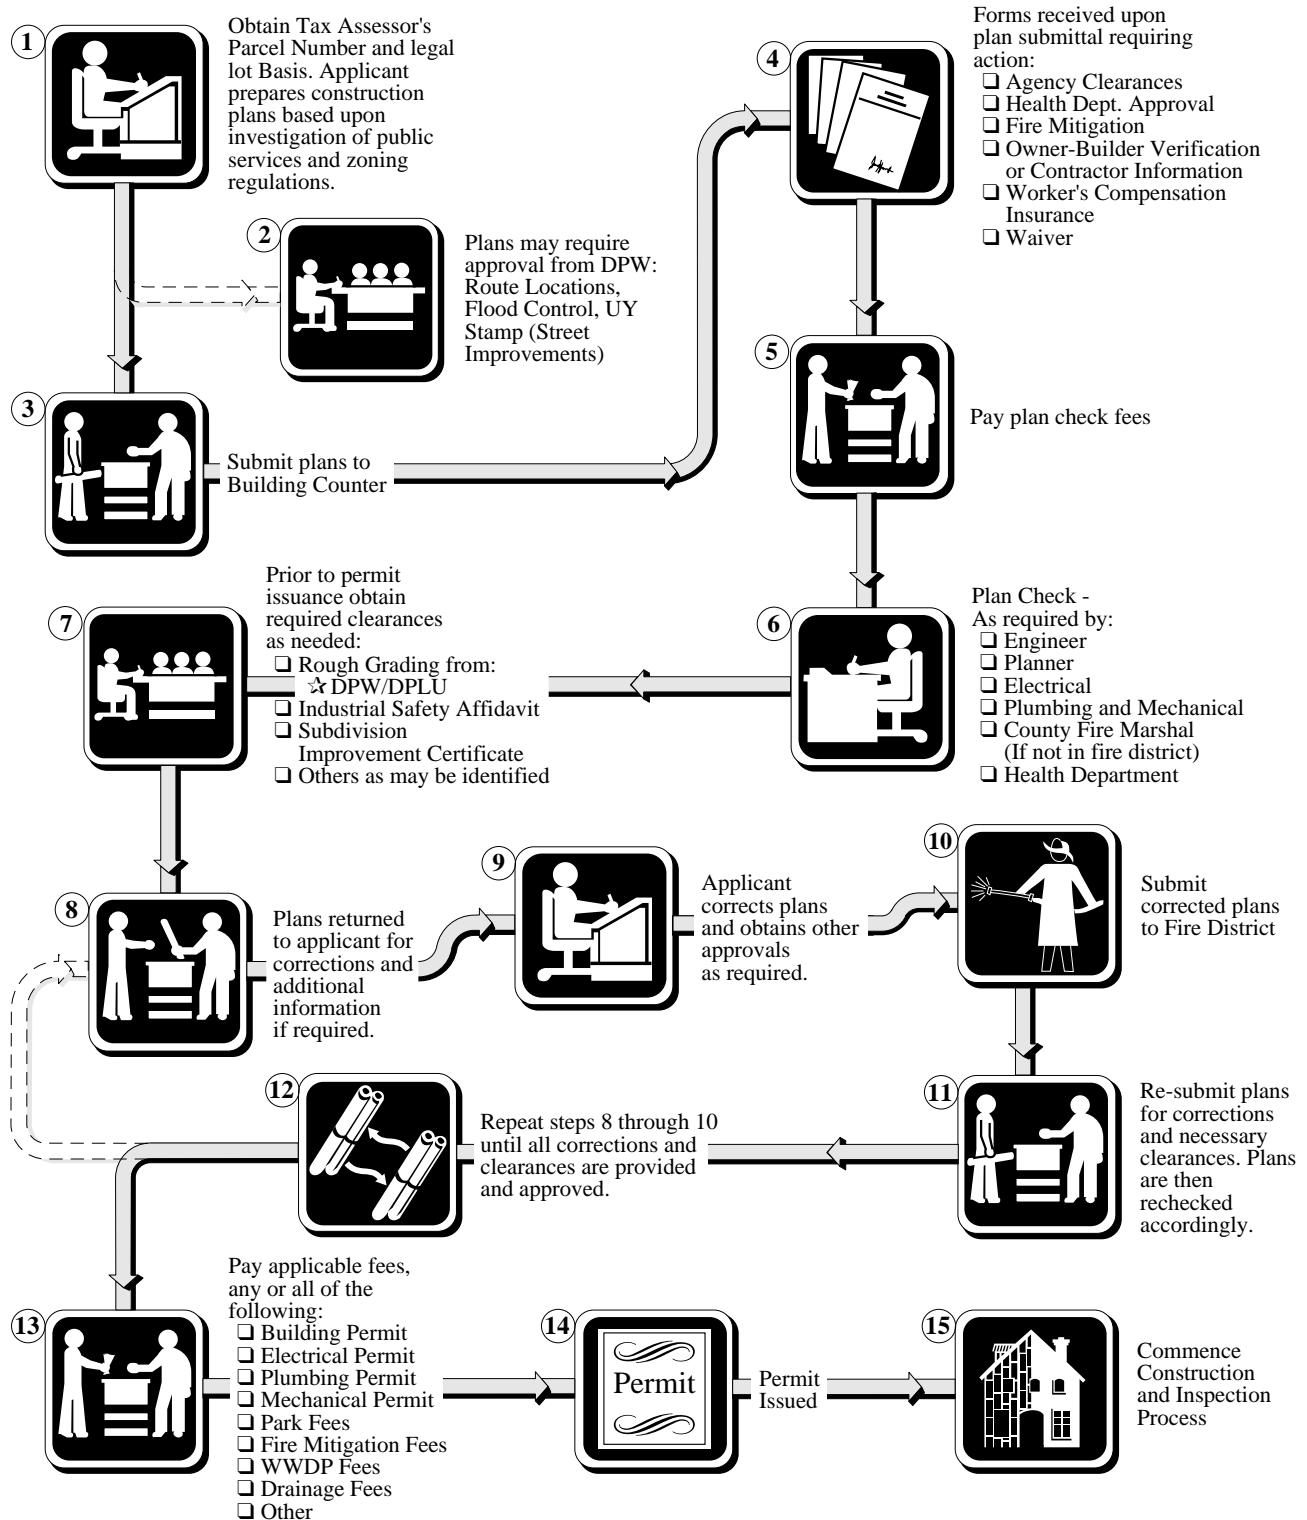 1
Obtain Tax Assessor's
Parcel Number and legal
lot Basis. Applicant
prepares construction
plans based upon
investigation of public
services and zoning
regulations.
2
Plans may require
approval from DPW:
Route Locations,
Flood Control, UY
Stamp (Street
Improvements)
3
Submit plans to
Building Counter
4
Forms received upon
plan submittal requiring
action:
❏ Agency Clearances
❏ Health Dept. Approval
❏ Fire Mitigation
❏ Owner-Builder Verification
or Contractor Information
❏ Worker's Compensation
Insurance
❏ Waiver
5
Pay plan check fees
6
Plan Check -
As required by:
❏ Engineer
❏ Planner
❏ Electrical
❏ Plumbing and Mechanical
❏ County Fire Marshal
(If not in fire district)
❏ Health Department
7
Prior to permit
issuance obtain
required clearances
as needed:
❏ Rough Grading from:
✰ DPW/DPLU
❏ Industrial Safety Affidavit
❏ Subdivision
Improvement Certificate
❏ Others as may be identified
8
Plans returned
to applicant for
corrections and
additional
information
if required.
9
Applicant
corrects plans
and obtains other
approvals
as required.
10
Submit
corrected plans
to Fire District
11
Re-submit plans
for corrections
and necessary
clearances. Plans
are then
rechecked
accordingly.
12
Repeat steps 8 through 10
until all corrections and
clearances are provided
and approved.
13
Pay applicable fees,
any or all of the
following:
❏ Building Permit
❏ Electrical Permit
❏ Plumbing Permit
❏ Mechanical Permit
❏ Park Fees
❏ Fire Mitigation Fees
❏ WWDP Fees
❏ Drainage Fees
❏ Other
14
Permit
Permit
Issued
15
Commence
Construction
and Inspection
Process